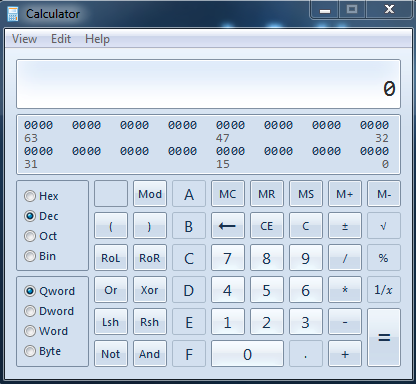 Calculator
View Edit Help
0
0000 0000 0000 0000 0000 0000 0000 0000
63 47 32
0000 0000 0000 0000 0000 0000 0000 0000
31 15 0
Hex Mod A MC MR MS M+ M-
Dec ( ) B ← CE C ± √
Oct RoL RoR C 7 8 9 / %
Bin
Qword Or Xor D 4 5 6 * 1/x
Dword
Word Lsh Rsh E 1 2 3 - =
Byte Not And F 0 . +